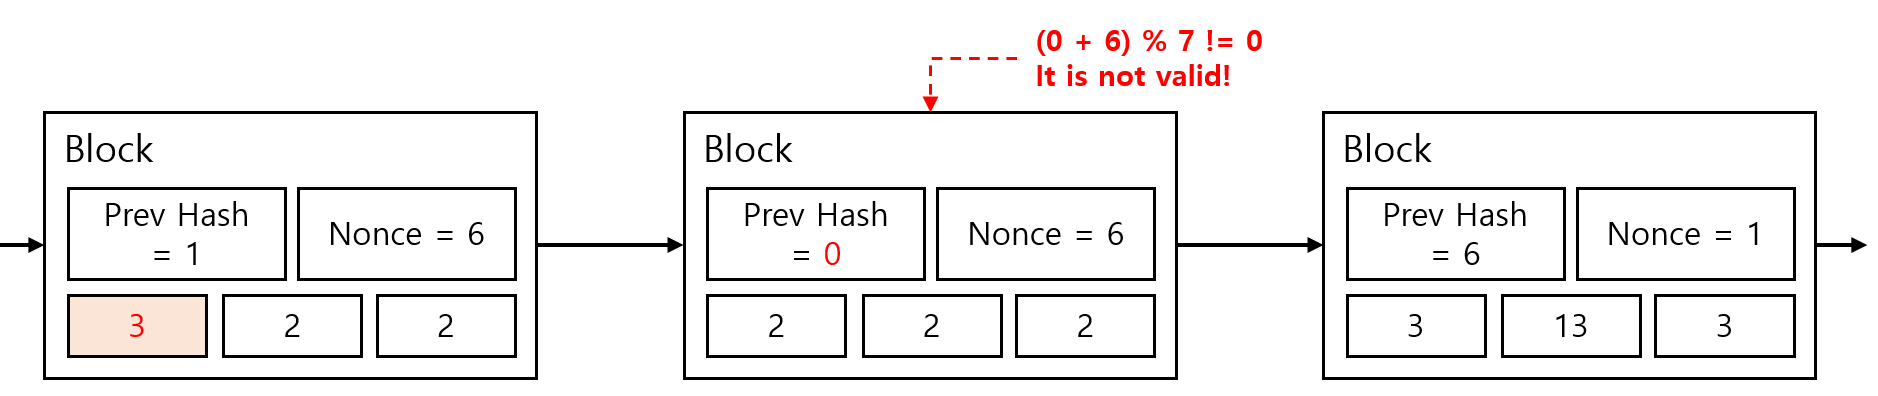 (0 + 6) % 7 != 0
It is not valid!
Block
Prev Hash
= 1
Nonce = 6
3
2
2
Block
Prev Hash
= 0
Nonce = 6
2
2
2
Block
Prev Hash
= 6
Nonce = 1
3
13
3